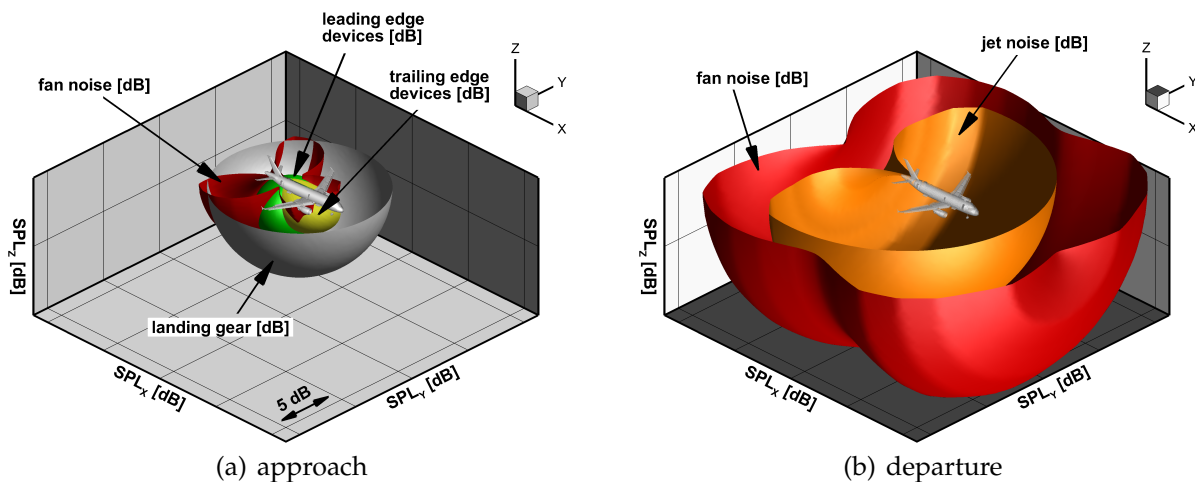 leading edge
devices [dB]
fan noise [dB]
trailing edge
devices [dB]
Z
Y
X
SPL_Z [dB]
landing gear [dB]
SPL_X [dB]
5 dB
SPL_Y [dB]
(a) approach
jet noise [dB]
fan noise [dB]
Z
Y
X
SPL_Z [dB]
SPL_X [dB]
SPL_Y [dB]
(b) departure